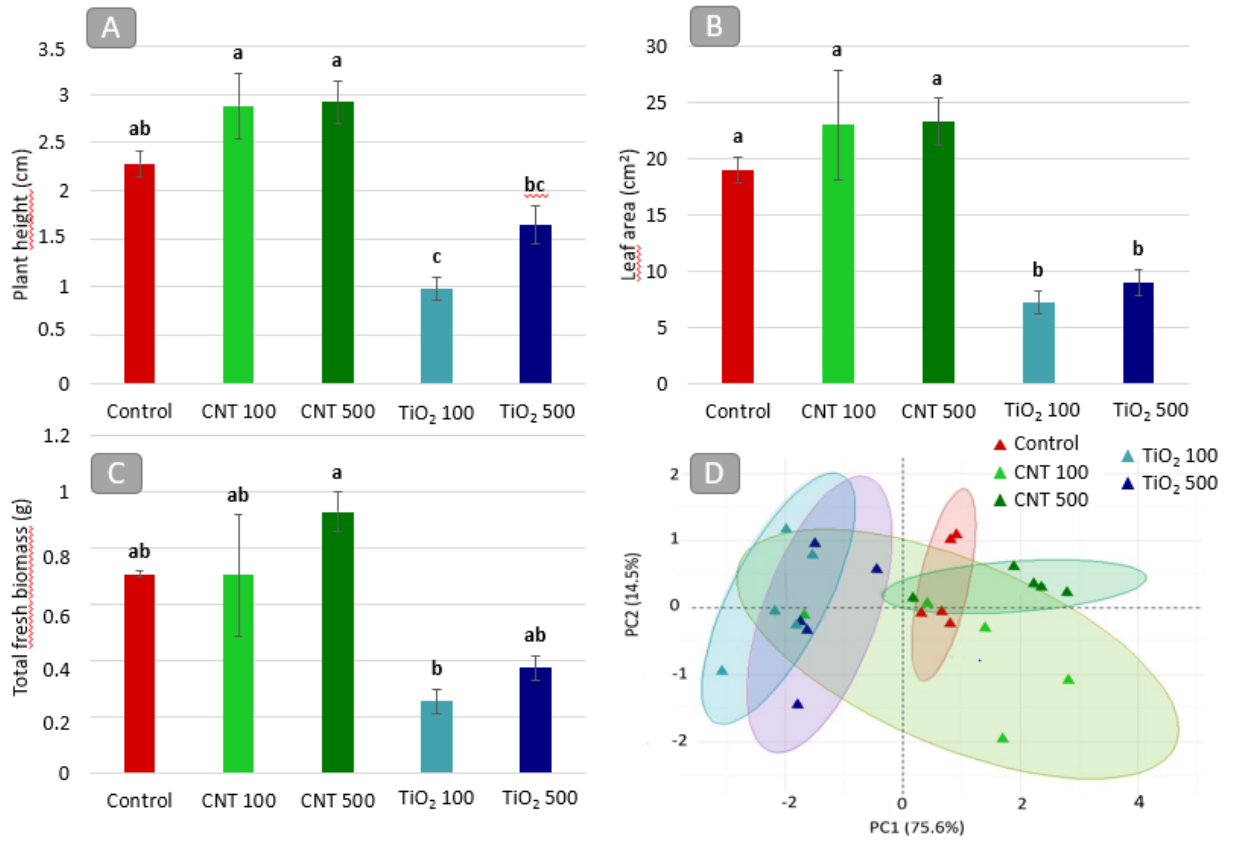 A
Plant height (cm)
3.5
3
2.5
2
1.5
1
0.5
0
ab
a
a
c
bc
Control
CNT 100
CNT 500
TiO₂ 100
TiO₂ 500
B
Leaf area (cm²)
30
25
20
15
10
5
0
a
a
a
b
b
Control
CNT 100
CNT 500
TiO₂ 100
TiO₂ 500
C
Total fresh biomass (g)
1.2
1
0.8
0.6
0.4
0.2
0
ab
ab
a
b
ab
Control
CNT 100
CNT 500
TiO₂ 100
TiO₂ 500
D
Control
CNT 100
CNT 500
TiO₂ 100
TiO₂ 500
PC2 (14.5%)
2
1
0
-1
-2
-2
0
2
4
PC1 (75.6%)